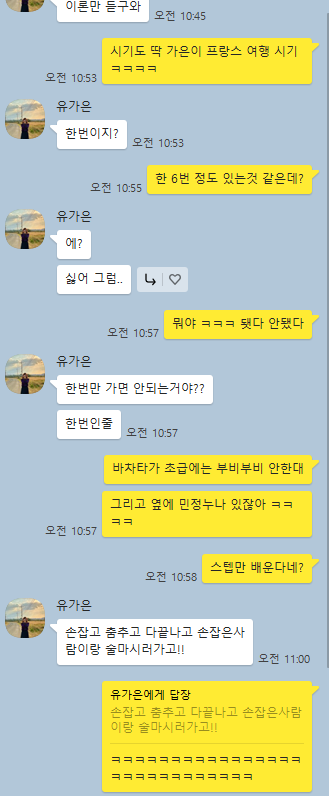 이론만 듣구와
오전 10:45
시기도 딱 가은이 프랑스 여행 시기
ㅋㅋㅋㅋ
오전 10:53
유가은
한번이지?
오전 10:53
한 6번 정도 있는것 같은데?
오전 10:55
유가은
에?
싫어 그럼..
뭐야 ㅋㅋㅋ 됏다 안됐다
오전 10:57
유가은
한번만 가면 안되는거야??
한번인줄
오전 10:57
바차타가 초급에는 부비부비 안한대
그리고 옆에 민정누나 있잖아 ㅋㅋ
ㅋㅋ
오전 10:57
스텝만 배운다네?
오전 10:58
유가은
손잡고 춤추고 다끝나고 손잡은사
람이랑 술마시러가고!!
오전 11:00
유가은에게 답장
손잡고 춤추고 다끝나고 손잡은사람
이랑 술마시러가고!!
ㅋㅋㅋㅋㅋㅋㅋㅋㅋㅋㅋㅋㅋㅋㅋㅋ
ㅋㅋㅋㅋㅋㅋㅋㅋㅋㅋㅋㅋ